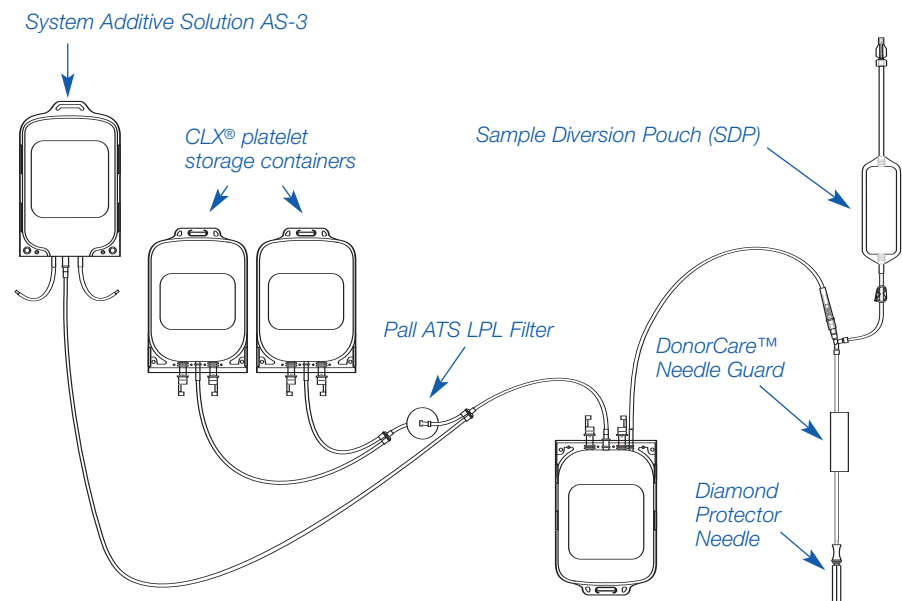 System Additive Solution AS-3
CLX® platelet
storage containers
Sample Diversion Pouch (SDP)
Pall ATS LPL Filter
DonorCare™
Needle Guard
Diamond
Protector
Needle